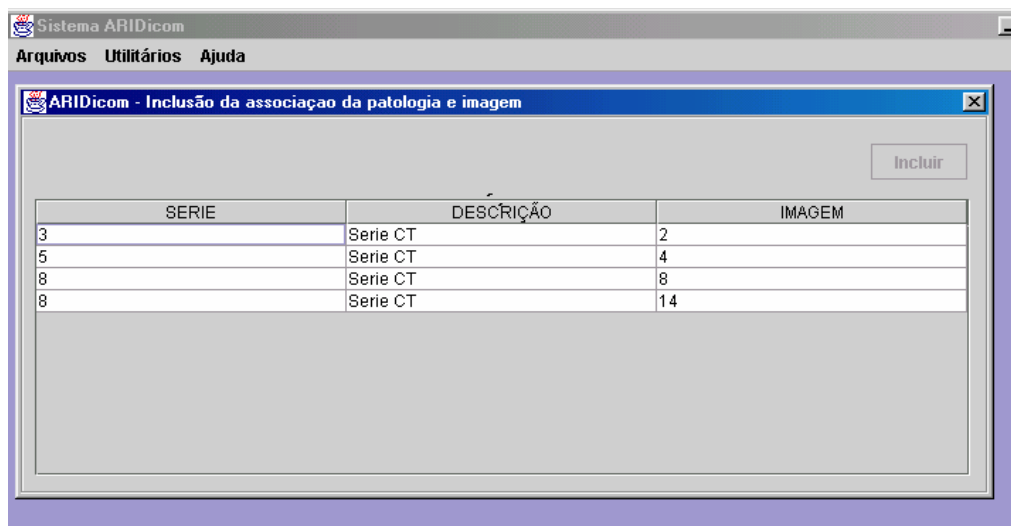 Sistema ARIDicom
Arquivos Utilitários Ajuda
ARIDicom - Inclusão da associaçao da patologia e imagem
Incluir
SERIE DESCRIÇÃO IMAGEM
3 Serie CT 2
5 Serie CT 4
8 Serie CT 8
8 Serie CT 14